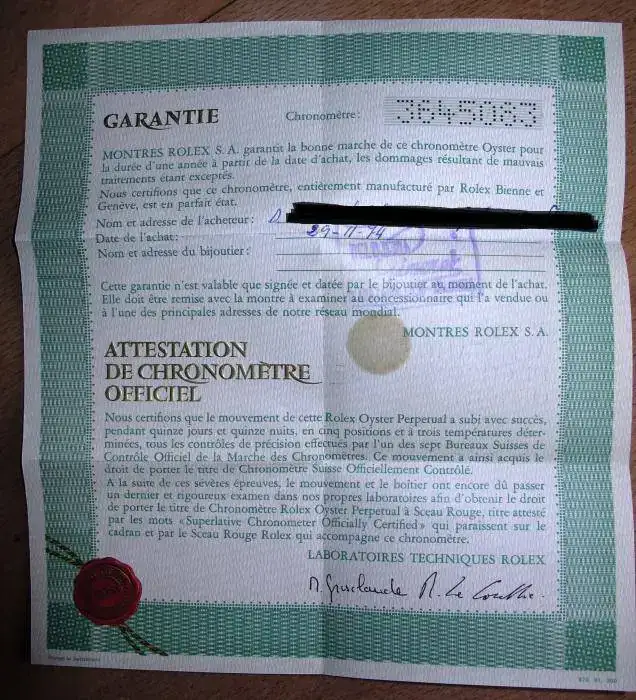 GARANTIE
Chronomètre: 3645063
MONTRES ROLEX S. A. garantit la bonne marche de ce chronomètre Oyster pour
la durée d'une année à partir de la date d'achat, les dommages résultant de mauvais
traitements étant exceptés.
Nous certifions que ce chronomètre, entièrement manufacturé par Rolex Bienne et
Genève, est en parfait état.
Nom et adresse de l'acheteur:
Date de l'achat: 29-11-74
Nom et adresse du bijoutier:
Cette garantie n'est valable que signée et datée par le bijoutier au moment de l'achat.
Elle doit être remise avec la montre à examiner au concessionnaire qui l'a vendue ou
à l'une des principales adresses de notre réseau mondial.
MONTRES ROLEX S. A.
ATTESTATION
DE CHRONOMÈTRE
OFFICIEL
Nous certifions que le mouvement de cette Rolex Oyster Perpetual a subi avec succès,
pendant quinze jours et quinze nuits, en cinq positions et à trois températures déter-
minées, tous les contrôles de précision effectués par l'un des sept Bureaux Suisses de
Contrôle Officiel de la Marche des Chronomètres. Ce mouvement a ainsi acquis le
droit de porter le titre de Chronomètre Suisse Officiellement Contrôlé.
A la suite de ces sévères épreuves, le mouvement et le boîtier ont encore dû passer
un dernier et rigoureux examen dans nos propres laboratoires afin d'obtenir le droit
de porter le titre de Chronomètre Rolex Oyster Perpetual à Sceau Rouge, titre attesté
par les mots «Superlative Chronometer Officially Certified» qui paraissent sur le
cadran et par le Sceau Rouge Rolex qui accompagne ce chronomètre.
LABORATOIRES TECHNIQUES ROLEX
Printed in Switzerland